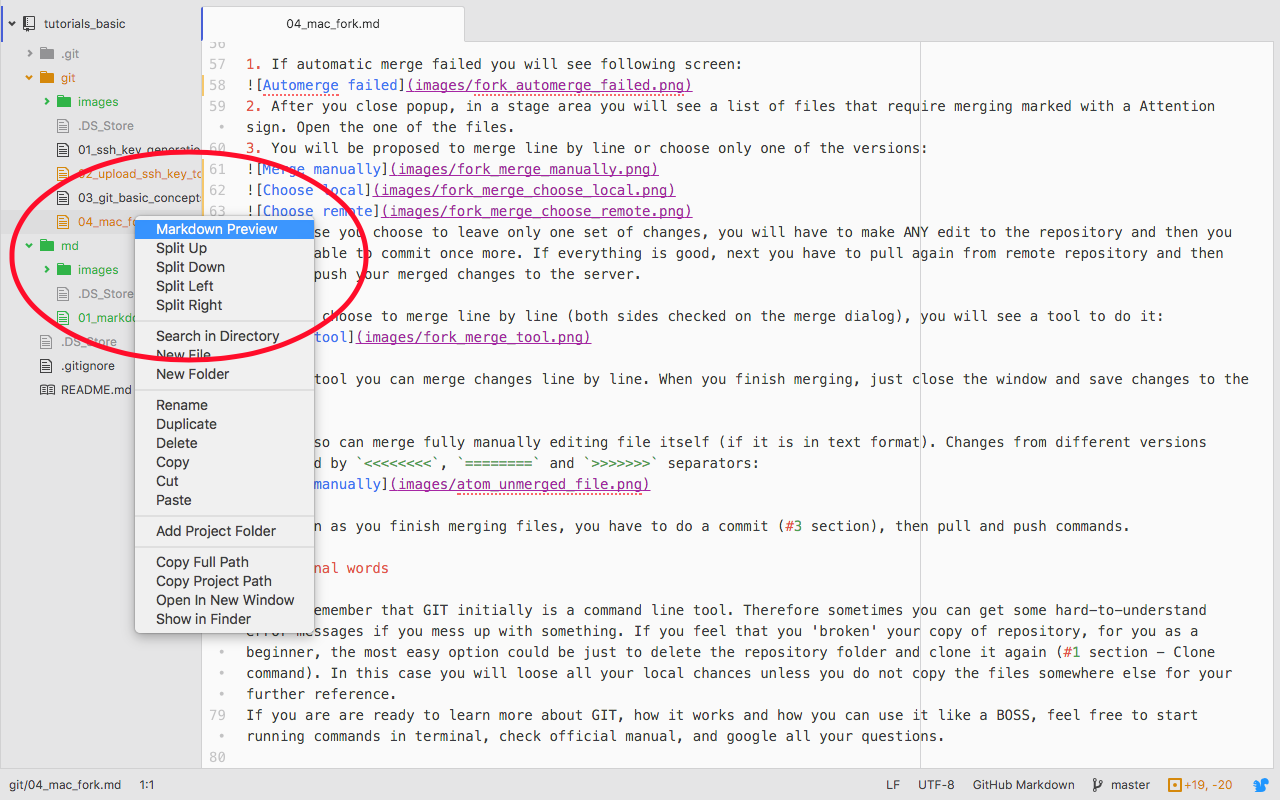 tutorials_basic
.git
git
images
.DS_Store
01_ssh_key_generatio
02_upload_ssh_key_to
03_git_basic_concepts
04_mac_fo
md
images
.DS_Store
01_markdo
.DS_Store
.gitignore
README.md
04_mac_fork.md
56
57 1. If automatic merge failed you will see following screen:
58 ![Automerge failed](images/fork_automerge_failed.png)
59 2. After you close popup, in a stage area you will see a list of files that require merging marked with a Attention
• sign. Open the one of the files.
60 3. You will be proposed to merge line by line or choose only one of the versions:
61 ![Merge manually](images/fork_merge_manually.png)
62 ![Choose local](images/fork_merge_choose_local.png)
63 ![Choose remote](images/fork_merge_choose_remote.png)
se you choose to leave only one set of changes, you will have to make ANY edit to the repository and then you
able to commit once more. If everything is good, next you have to pull again from remote repository and then
push your merged changes to the server.
choose to merge line by line (both sides checked on the merge dialog), you will see a tool to do it:
tool](images/fork_merge_tool.png)
tool you can merge changes line by line. When you finish merging, just close the window and save changes to the
so can merge fully manually editing file itself (if it is in text format). Changes from different versions
d by `<<<<<<<<`, `========` and `>>>>>>>` separators:
manually](images/atom_unmerged_file.png)
n as you finish merging files, you have to do a commit (#3 section), then pull and push commands.
nal words
emember that GIT initially is a command line tool. Therefore sometimes you can get some hard-to-understand
error messages if you mess up with something. If you feel that you 'broken' your copy of repository, for you as a
• beginner, the most easy option could be just to delete the repository folder and clone it again (#1 section - Clone
• command). In this case you will loose all your local chances unless you do not copy the files somewhere else for your
• further reference.
79 If you are are ready to learn more about GIT, how it works and how you can use it like a BOSS, feel free to start
• running commands in terminal, check official manual, and google all your questions.
80
Markdown Preview
Split Up
Split Down
Split Left
Split Right
Search in Directory
New File
New Folder
Rename
Duplicate
Delete
Copy
Cut
Paste
Add Project Folder
Copy Full Path
Copy Project Path
Open In New Window
Show in Finder
git/04_mac_fork.md 1:1 LF UTF-8 GitHub Markdown master +19, -20